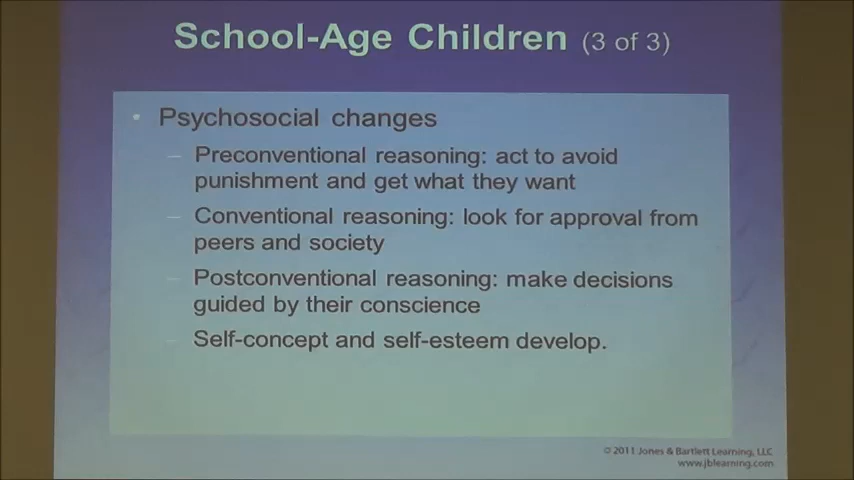 School-Age Children (3 of 3)
• Psychosocial changes
– Preconventional reasoning: act to avoid
punishment and get what they want
– Conventional reasoning: look for approval from
peers and society
– Postconventional reasoning: make decisions
guided by their conscience
– Self-concept and self-esteem develop.
© 2011 Jones & Bartlett Learning, LLC
www.jblearning.com